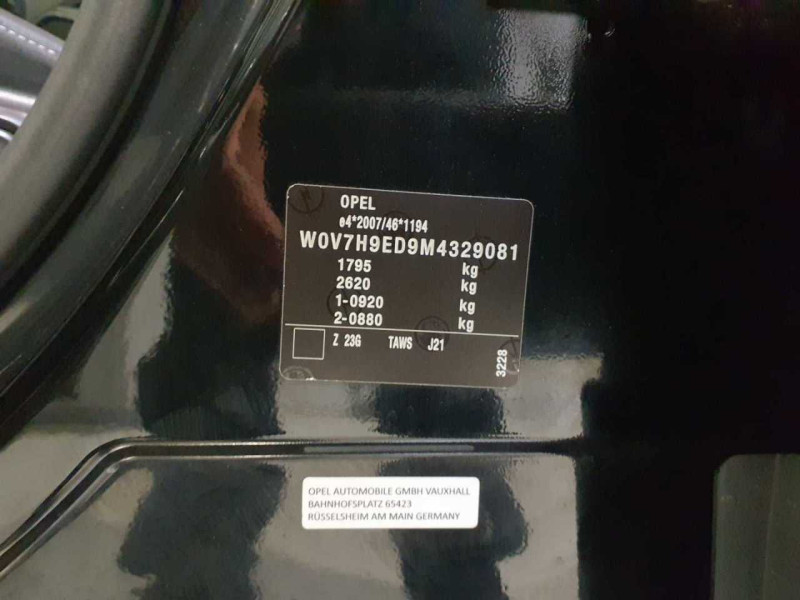 OPEL
e4*2007/46*1194
W0V7H9ED9M4329081
1795 kg
2620 kg
1-0920 kg
2-0880 kg
Z 23G TAWS J21
3228
OPEL AUTOMOBILE GMBH VAUXHALL
BAHNHOFSPLATZ 65423
RÜSSELSHEIM AM MAIN GERMANY